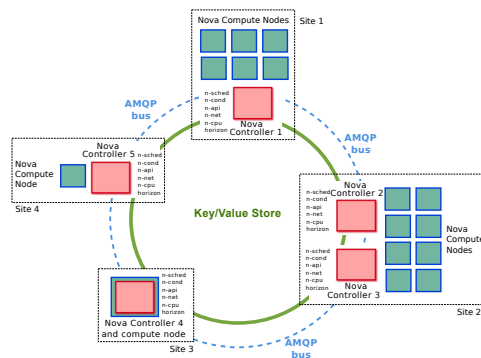 Nova Compute Nodes
Site 1
n-sched
n-cond
n-api
n-net
n-cpu
horizon
Nova
Controller 1
AMQP
bus
AMQP
bus
Nova
Controller 5
n-sched
n-cond
n-api
n-net
n-cpu
horizon
Nova
Compute
Node
Site 4
Key/Value Store
n-sched
n-cond
n-api
n-net
n-cpu
horizon
Nova
Controller 2
n-sched
n-cond
n-api
n-net
n-cpu
horizon
Nova
Controller 3
Nova
Compute
Nodes
Site 2
n-sched
n-cond
n-api
n-net
n-cpu
horizon
Nova Controller 4
and compute node
Site 3
AMQP
bus